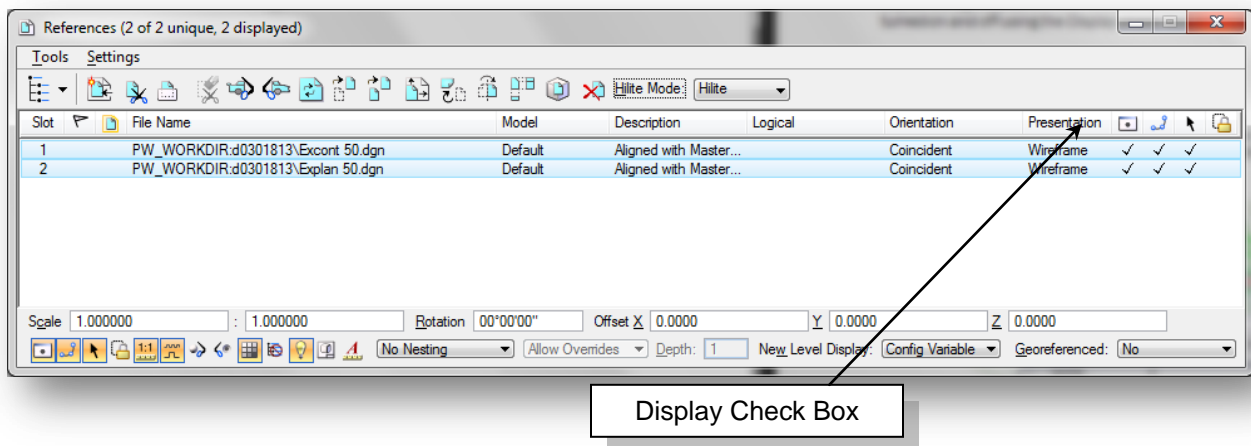 References (2 of 2 unique, 2 displayed)
Tools Settings
Hilite Mode: Hilite
Slot File Name Model Description Logical Orientation Presentation
1 PW_WORKDIR:d0301813\Excont 50.dgn Default Aligned with Master... Coincident Wireframe
2 PW_WORKDIR:d0301813\Explan 50.dgn Default Aligned with Master... Coincident Wireframe
Scale 1.000000 : 1.000000 Rotation 00°00'00" Offset X 0.0000 Y 0.0000 Z 0.0000
1:1 A No Nesting Allow Overrides Depth: 1 New Level Display: Config Variable Georeferenced: No
Display Check Box